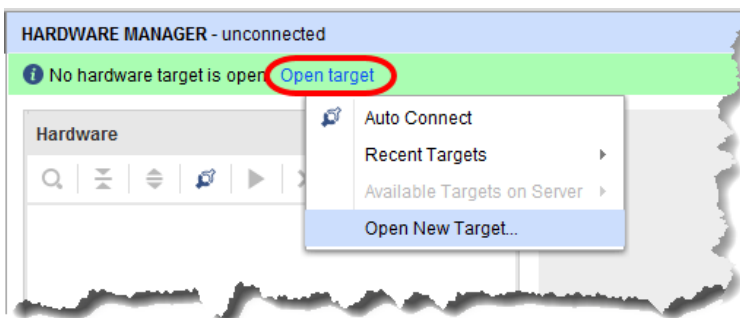 HARDWARE MANAGER - unconnected
No hardware target is open Open target
Hardware
Auto Connect
Recent Targets
Available Targets on Server
Open New Target...